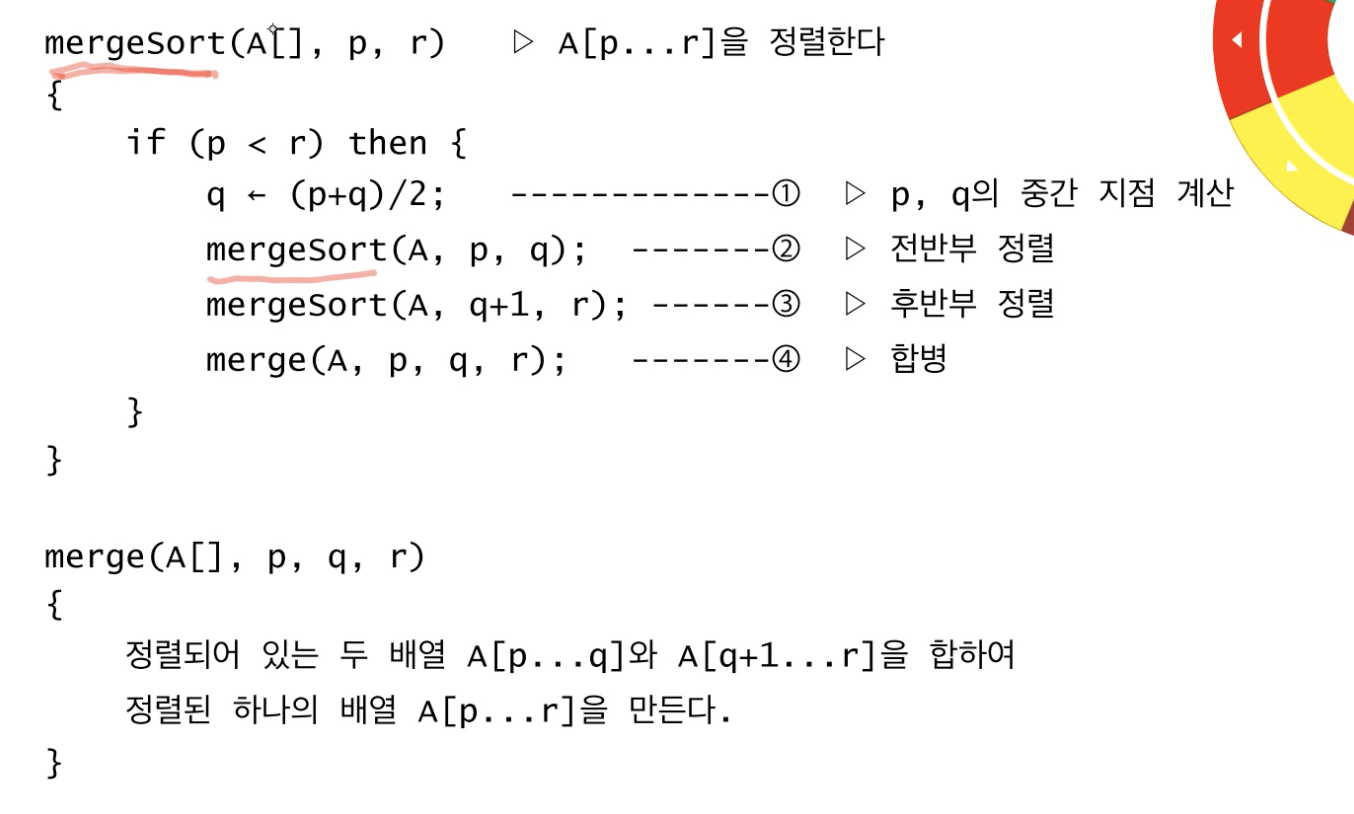 mergeSort(A[], p, r) ▷ A[p...r]을 정렬한다
{
if (p < r) then {
q ← (p+q)/2; -------------① ▷ p, q의 중간 지점 계산
mergeSort(A, p, q); -------② ▷ 전반부 정렬
mergeSort(A, q+1, r); ------③ ▷ 후반부 정렬
merge(A, p, q, r); -------④ ▷ 합병
}
}
merge(A[], p, q, r)
{
정렬되어 있는 두 배열 A[p...q]와 A[q+1...r]을 합하여
정렬된 하나의 배열 A[p...r]을 만든다.
}